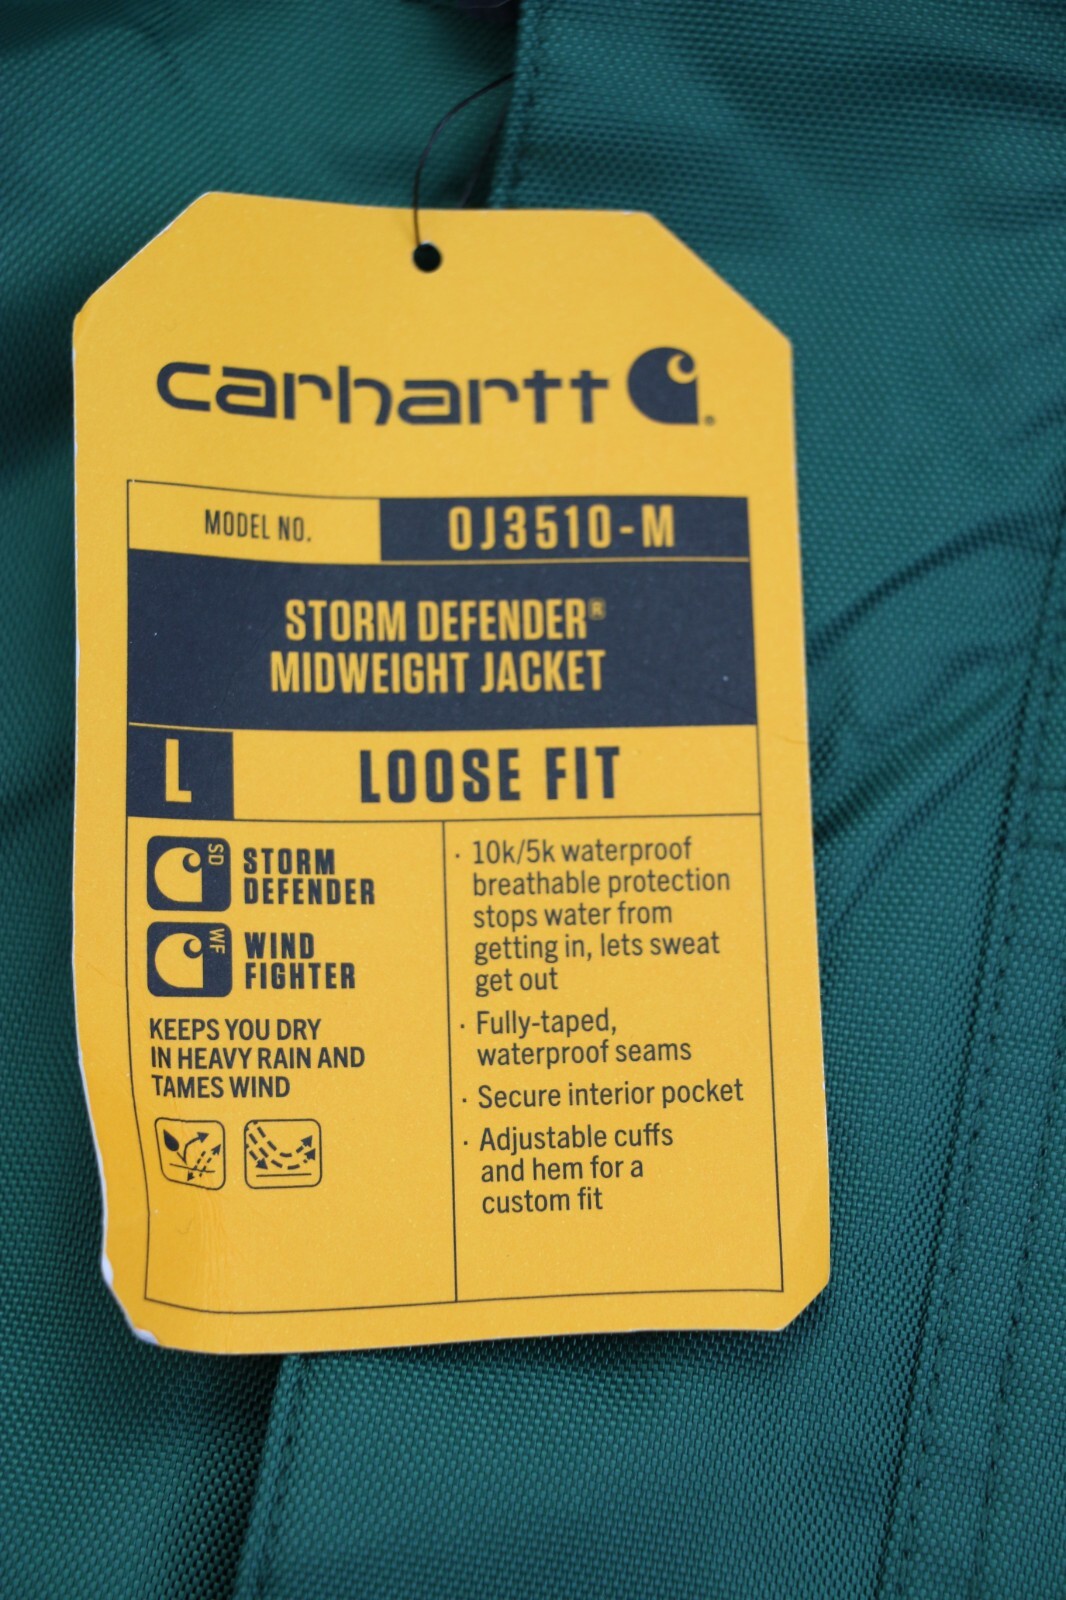 carhartt
MODEL NO. OJ3510-M
STORM DEFENDER®
MIDWEIGHT JACKET
L LOOSE FIT
SD
STORM
DEFENDER
WF
WIND
FIGHTER
KEEPS YOU DRY
IN HEAVY RAIN AND
TAMES WIND
· 10k/5k waterproof
breathable protection
stops water from
getting in, lets sweat
get out
· Fully-taped,
waterproof seams
· Secure interior pocket
· Adjustable cuffs
and hem for a
custom fit